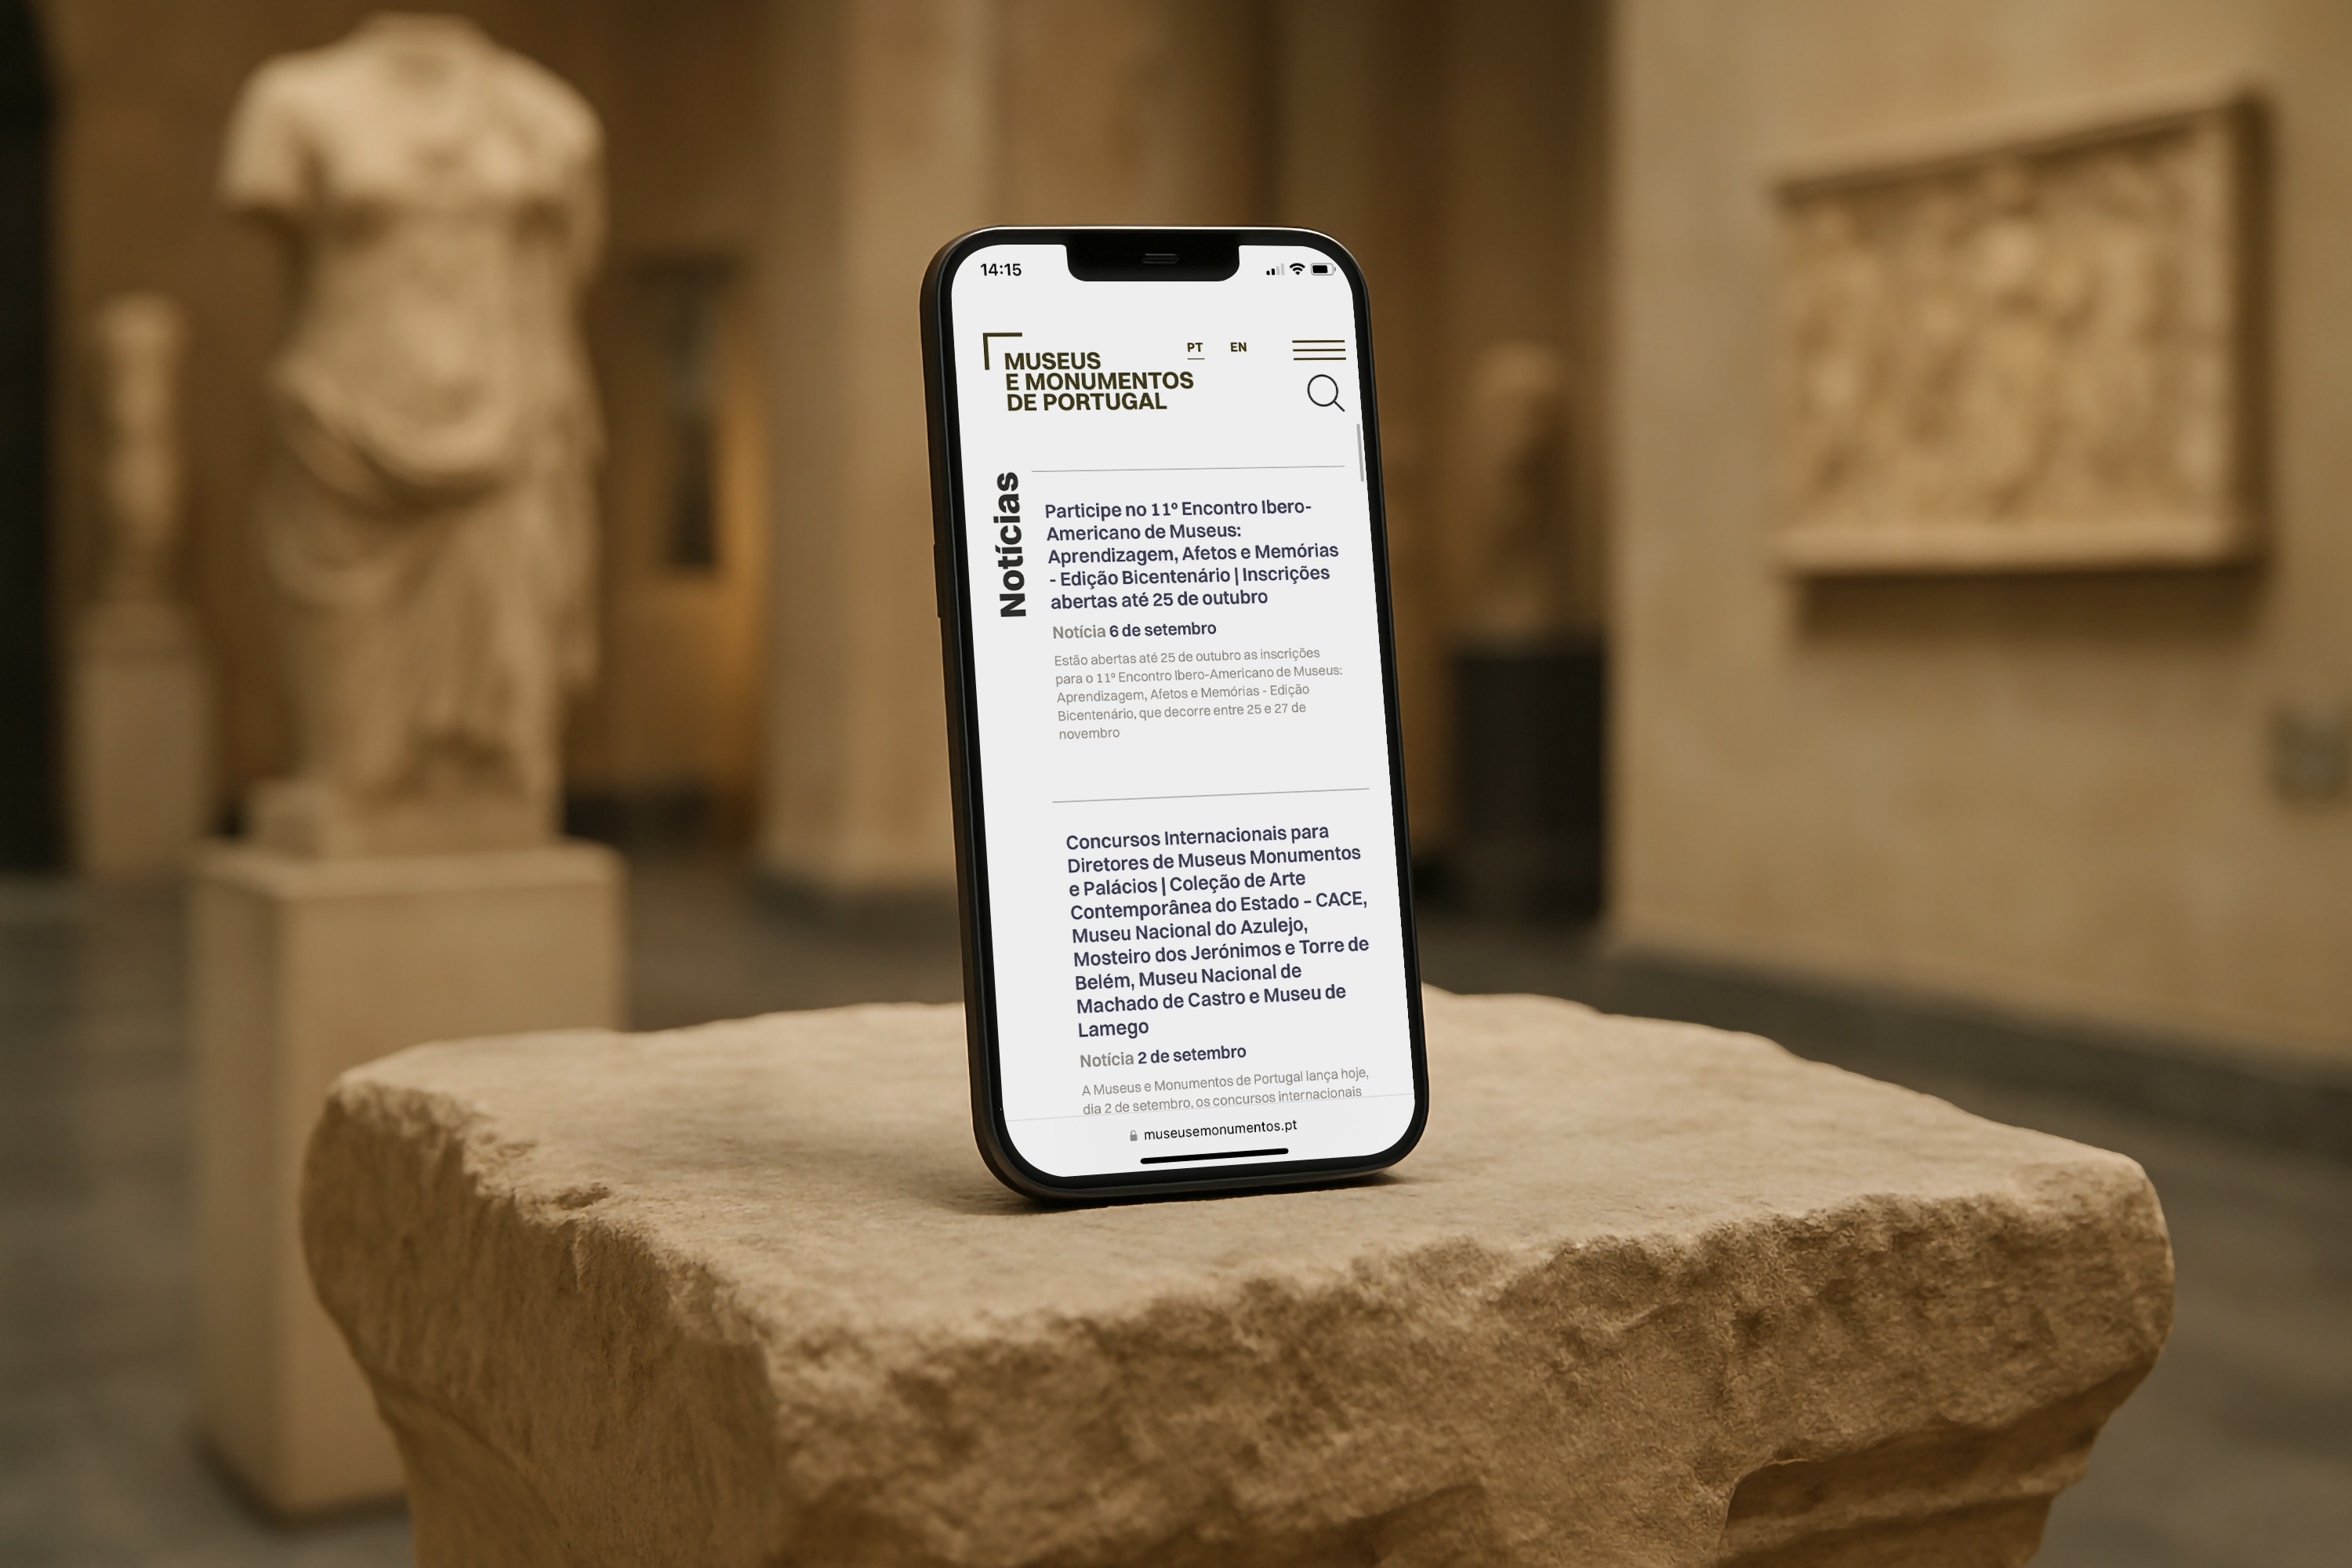 14:15
MUSEUS
E MONUMENTOS
DE PORTUGAL
PT EN
Notícias
Participe no 11º Encontro Ibero-
Americano de Museus:
Aprendizagem, Afetos e Memórias
- Edição Bicentenário | Inscrições
abertas até 25 de outubro
Notícia 6 de setembro
Estão abertas até 25 de outubro as inscrições
para o 11º Encontro Ibero-Americano de Museus:
Aprendizagem, Afetos e Memórias - Edição
Bicentenário, que decorre entre 25 e 27 de
novembro
Concursos Internacionais para
Diretores de Museus Monumentos
e Palácios | Coleção de Arte
Contemporânea do Estado – CACE,
Museu Nacional do Azulejo,
Mosteiro dos Jerónimos e Torre de
Belém, Museu Nacional de
Machado de Castro e Museu de
Lamego
Notícia 2 de setembro
A Museus e Monumentos de Portugal lança hoje,
dia 2 de setembro, os concursos internacionais
museusemonumentos.pt